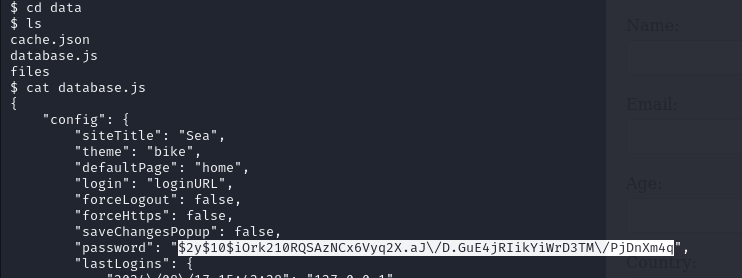 $ cd data
$ ls
cache.json
database.js
files
$ cat database.js
{
    "config": {
        "siteTitle": "Sea",
        "theme": "bike",
        "defaultPage": "home",
        "login": "loginURL",
        "forceLogout": false,
        "forceHttps": false,
        "saveChangesPopup": false,
        "password": "$2y$10$iOrk210RQSAzNCx6Vyq2X.aJ\/D.GuE4jRIikYiWrD3TM\/PjDnXm4q",
        "lastLogins": {
Name:
Email:
Age:
Country: